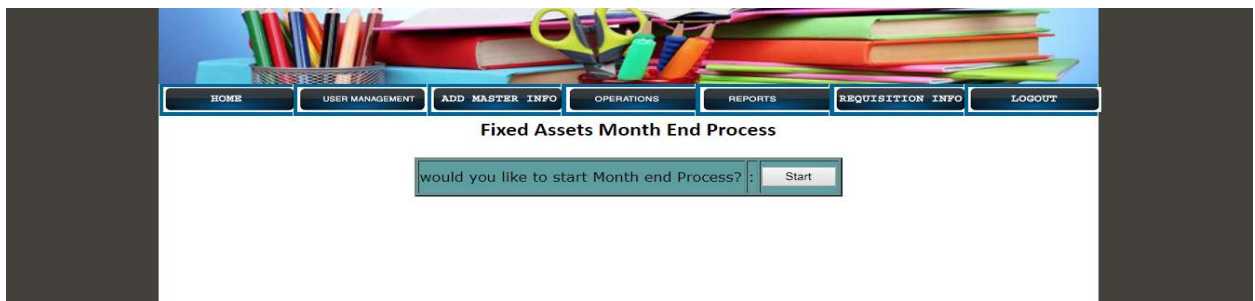 HOME USER MANAGEMENT ADD MASTER INFO OPERATIONS REPORTS REQUISITION INFO LOGOUT
Fixed Assets Month End Process
would you like to start Month end Process? : Start